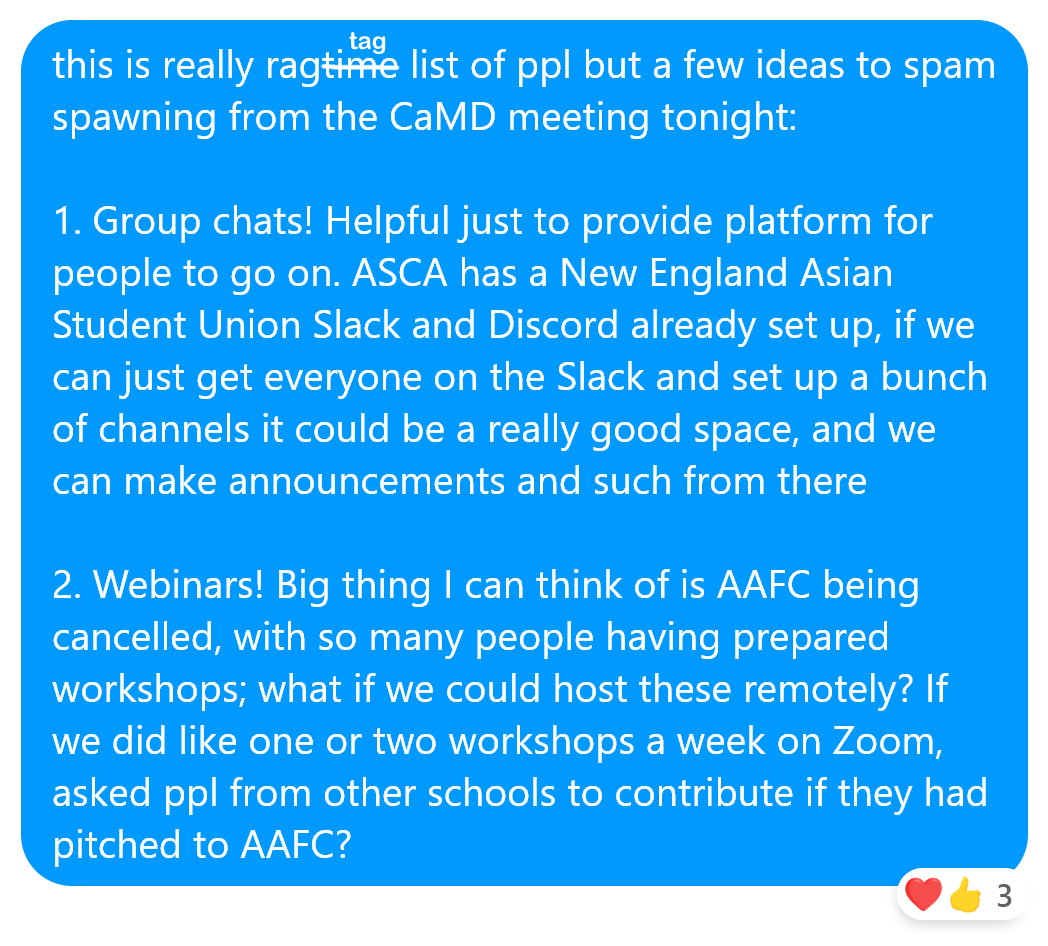 tag
this is really ragtime list of ppl but a few ideas to spam
spawning from the CaMD meeting tonight:
1. Group chats! Helpful just to provide platform for
people to go on. ASCA has a New England Asian
Student Union Slack and Discord already set up, if we
can just get everyone on the Slack and set up a bunch
of channels it could be a really good space, and we
can make announcements and such from there
2. Webinars! Big thing I can think of is AAFC being
cancelled, with so many people having prepared
workshops; what if we could host these remotely? If
we did like one or two workshops a week on Zoom,
asked ppl from other schools to contribute if they had
pitched to AAFC?
3